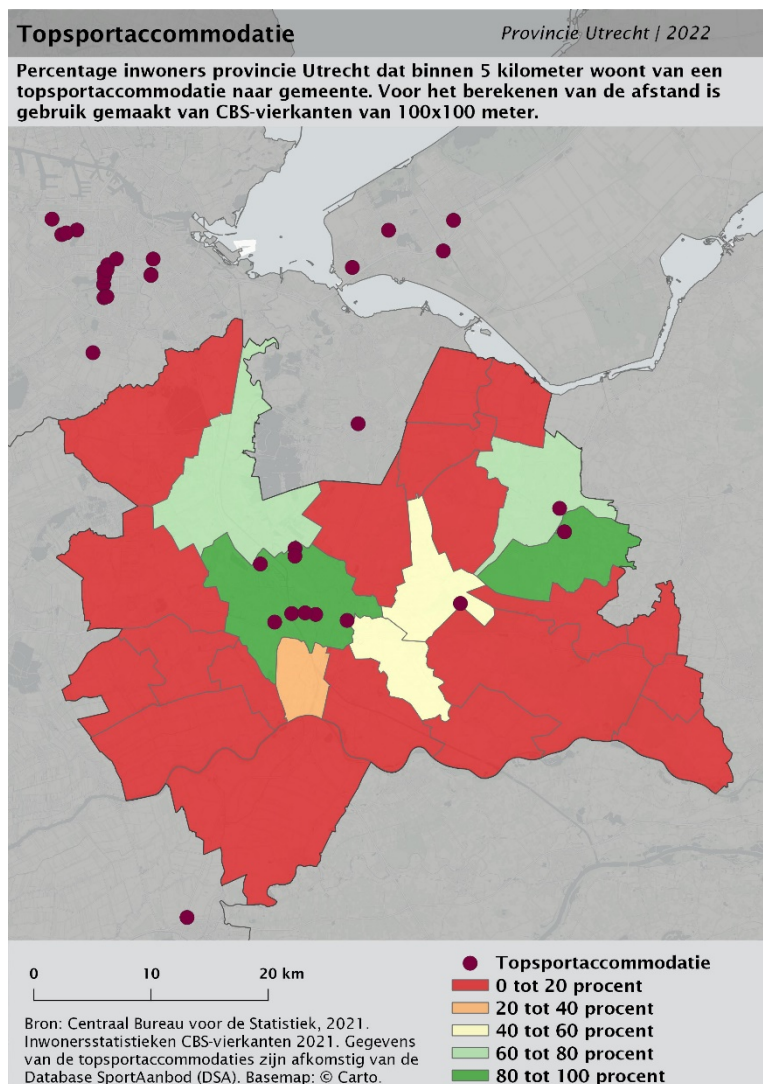 Topsportaccommodatie
Provincie Utrecht | 2022
Percentage inwoners provincie Utrecht dat binnen 5 kilometer woont van een
topsportaccommodatie naar gemeente. Voor het berekenen van de afstand is
gebruik gemaakt van CBS-vierkanten van 100x100 meter.
0 10 20 km
Bron: Centraal Bureau voor de Statistiek, 2021.
Inwonersstatistieken CBS-vierkanten 2021. Gegevens
van de topsportaccommodaties zijn afkomstig van de
Database SportAanbod (DSA). Basemap: © Carto.
Topsportaccommodatie
0 tot 20 procent
20 tot 40 procent
40 tot 60 procent
60 tot 80 procent
80 tot 100 procent